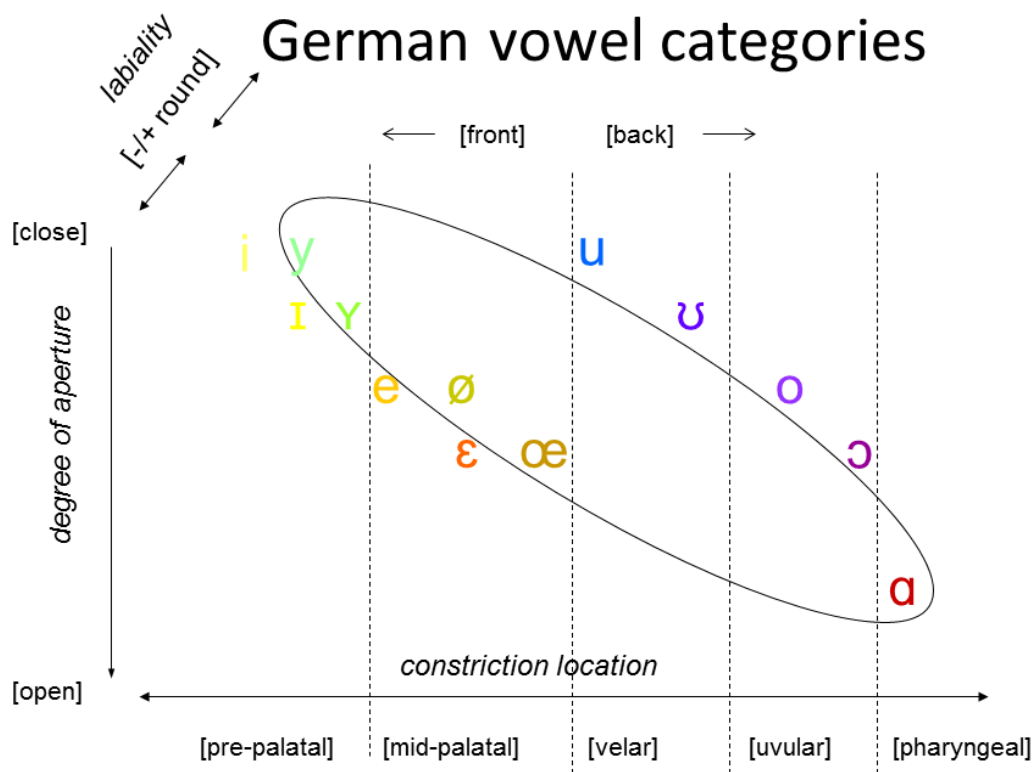 German vowel categories
labiality
[-/+ round]
[front] [back]
[close]
i y u
ɪ ʏ ʊ
e ø o
ɛ œ ɔ
ɑ
degree of aperture
constriction location
[open]
[pre-palatal] [mid-palatal] [velar] [uvular] [pharyngeal]